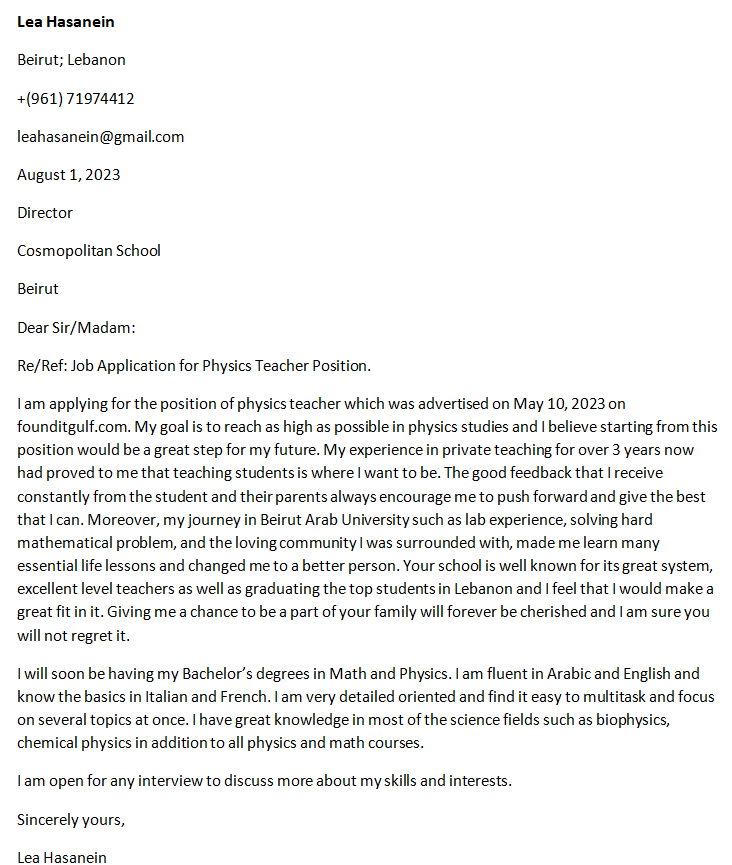 Lea Hasanein
Beirut; Lebanon
+(961) 71974412
leahasanein@gmail.com
August 1, 2023
Director
Cosmopolitan School
Beirut
Dear Sir/Madam:
Re/Ref: Job Application for Physics Teacher Position.
I am applying for the position of physics teacher which was advertised on May 10, 2023 on
founditgulf.com. My goal is to reach as high as possible in physics studies and I believe starting from this
position would be a great step for my future. My experience in private teaching for over 3 years now
had proved to me that teaching students is where I want to be. The good feedback that I receive
constantly from the student and their parents always encourage me to push forward and give the best
that I can. Moreover, my journey in Beirut Arab University such as lab experience, solving hard
mathematical problem, and the loving community I was surrounded with, made me learn many
essential life lessons and changed me to a better person. Your school is well known for its great system,
excellent level teachers as well as graduating the top students in Lebanon and I feel that I would make a
great fit in it. Giving me a chance to be a part of your family will forever be cherished and I am sure you
will not regret it.
I will soon be having my Bachelor’s degrees in Math and Physics. I am fluent in Arabic and English and
know the basics in Italian and French. I am very detailed oriented and find it easy to multitask and focus
on several topics at once. I have great knowledge in most of the science fields such as biophysics,
chemical physics in addition to all physics and math courses.
I am open for any interview to discuss more about my skills and interests.
Sincerely yours,
Lea Hasanein